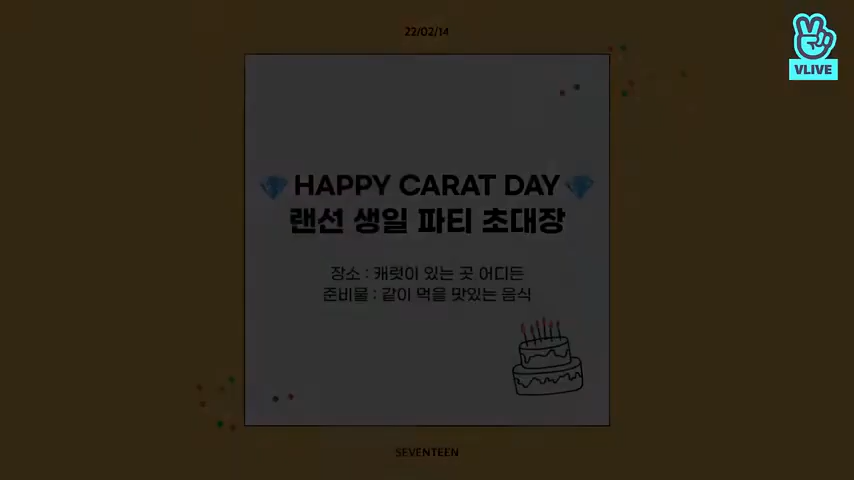 22/02/14
VLIVE
HAPPY CARAT DAY
랜선 생일 파티 초대장
장소 : 캐럿이 있는 곳 어디든
준비물 : 같이 먹을 맛있는 음식
SEVENTEEN